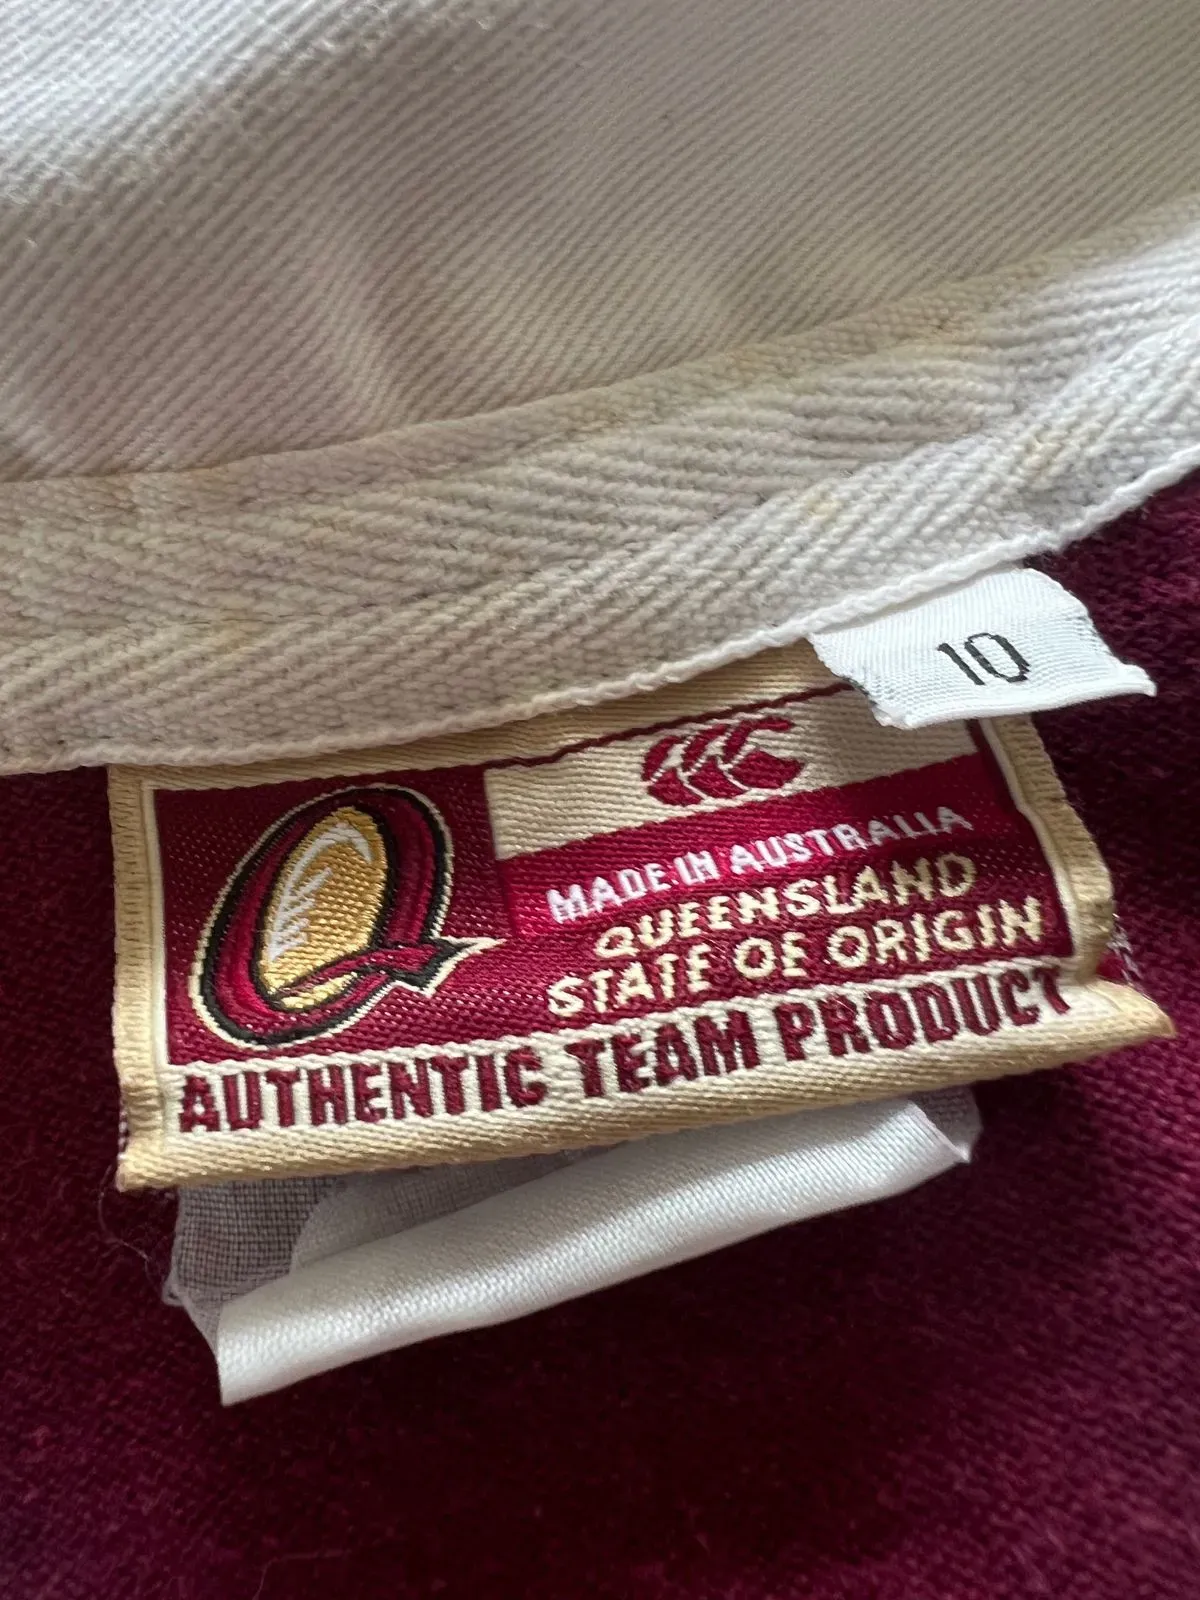 10
MADE IN AUSTRALIA
QUEENSLAND
STATE OF ORIGIN
AUTHENTIC TEAM PRODUCT